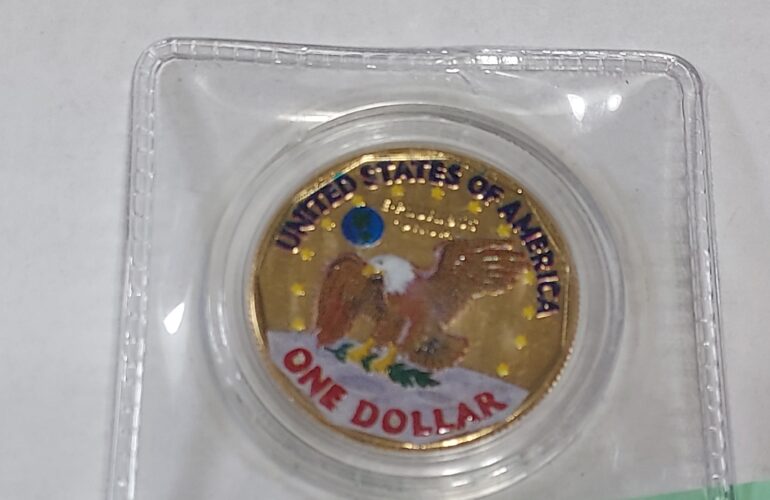 UNITED STATES OF AMERICA
ONE DOLLAR